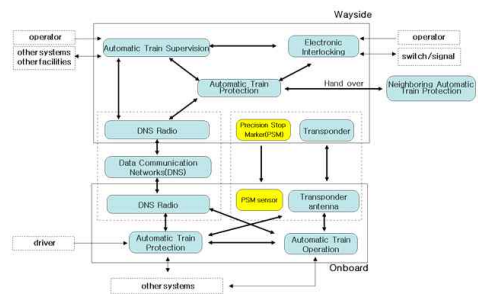 Wayside
operator
other systems
other facilities
Automatic Train Supervision
Electronic
Interlocking
operator
switch/signal
Automatic Train
Protection
Hand over
Neighboring Automatic
Train Protection
DNS Radio
Precision Stop
Marker(PSM)
Transponder
Data Communication
Networks(DNS)
DNS Radio
PSM sensor
Transponder
antenna
driver
Automatic Train
Protection
Automatic Train
Operation
Onboard
other systems